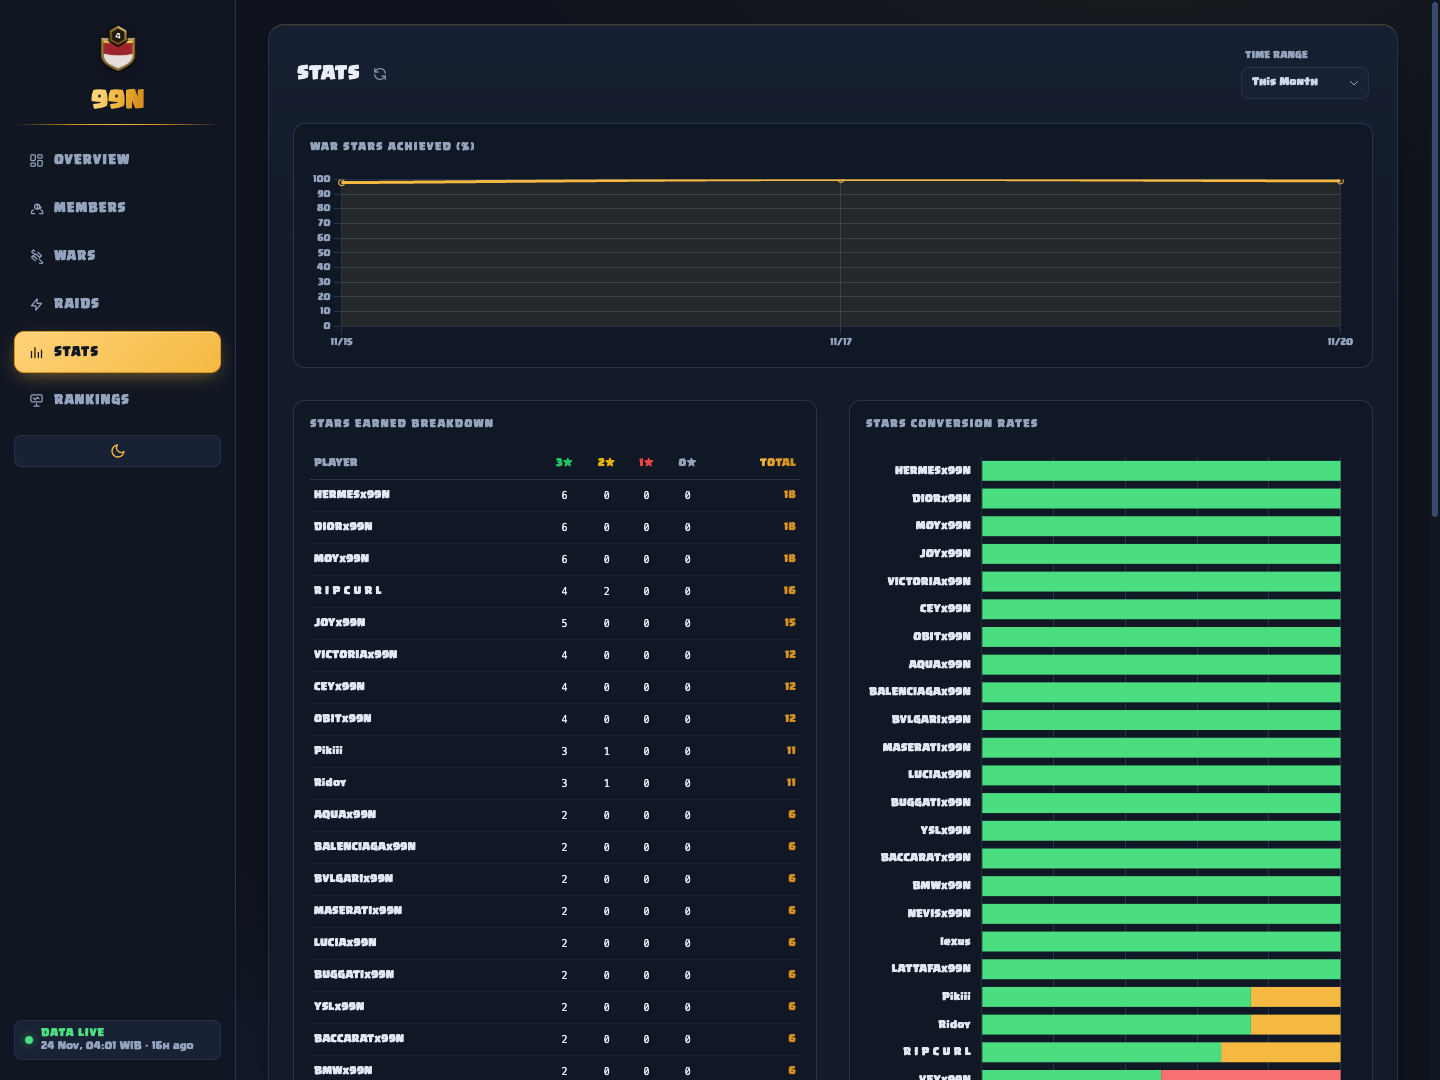 4
99N
OVERVIEW
MEMBERS
WARS
RAIDS
STATS
RANKINGS
DATA LIVE
24 Nov, 04:01 WIB · 16H ago
STATS
TIME RANGE
This Month
WAR STARS ACHIEVED (%)
100
90
80
70
60
50
40
30
20
10
0
11/15 11/17 11/20
STARS EARNED BREAKDOWN
PLAYER 3★ 2★ 1★ 0★ TOTAL
HERMESx99N 6 0 0 0 18
DIORx99N 6 0 0 0 18
MOYx99N 6 0 0 0 18
R I P C U R L 4 2 0 0 16
JOYx99N 5 0 0 0 15
VICTORIAx99N 4 0 0 0 12
CEYx99N 4 0 0 0 12
OBITx99N 4 0 0 0 12
Pikiii 3 1 0 0 11
Ridoy 3 1 0 0 11
AQUAx99N 2 0 0 0 6
BALENCIAGAx99N 2 0 0 0 6
BVLGARIx99N 2 0 0 0 6
MASERATIx99N 2 0 0 0 6
LUCIAx99N 2 0 0 0 6
BUGGATIx99N 2 0 0 0 6
YSLx99N 2 0 0 0 6
BACCARATx99N 2 0 0 0 6
BMWx99N 2 0 0 0 6
STARS CONVERSION RATES
HERMESx99N
DIORx99N
MOYx99N
JOYx99N
VICTORIAx99N
CEYx99N
OBITx99N
AQUAx99N
BALENCIAGAx99N
BVLGARIx99N
MASERATIx99N
LUCIAx99N
BUGGATIx99N
YSLx99N
BACCARATx99N
BMWx99N
NEVISx99N
lexus
LATTAFAx99N
Pikiii
Ridoy
R I P C U R L